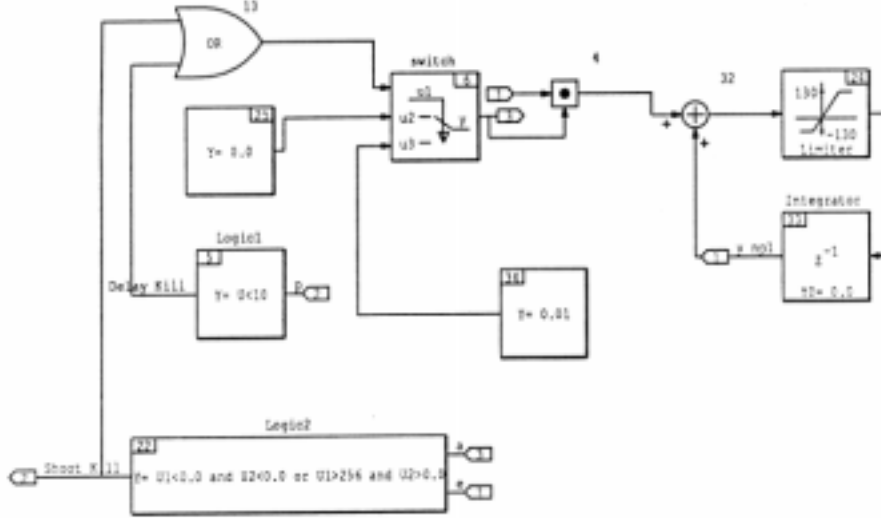 13
OR
switch
6
u1
u2
u3
y
4
32
24
130
-130
limiter
Y= 0.0
Integrator
33
z⁻¹
Y0= 0.0
Logic1
5
Delay Kill
Y= U<10
p
Y= 0.01
Logic2
22
Shoot Kill
Y= U1<0.0 and U2<0.0 or U1>256 and U2>0.0
a
e